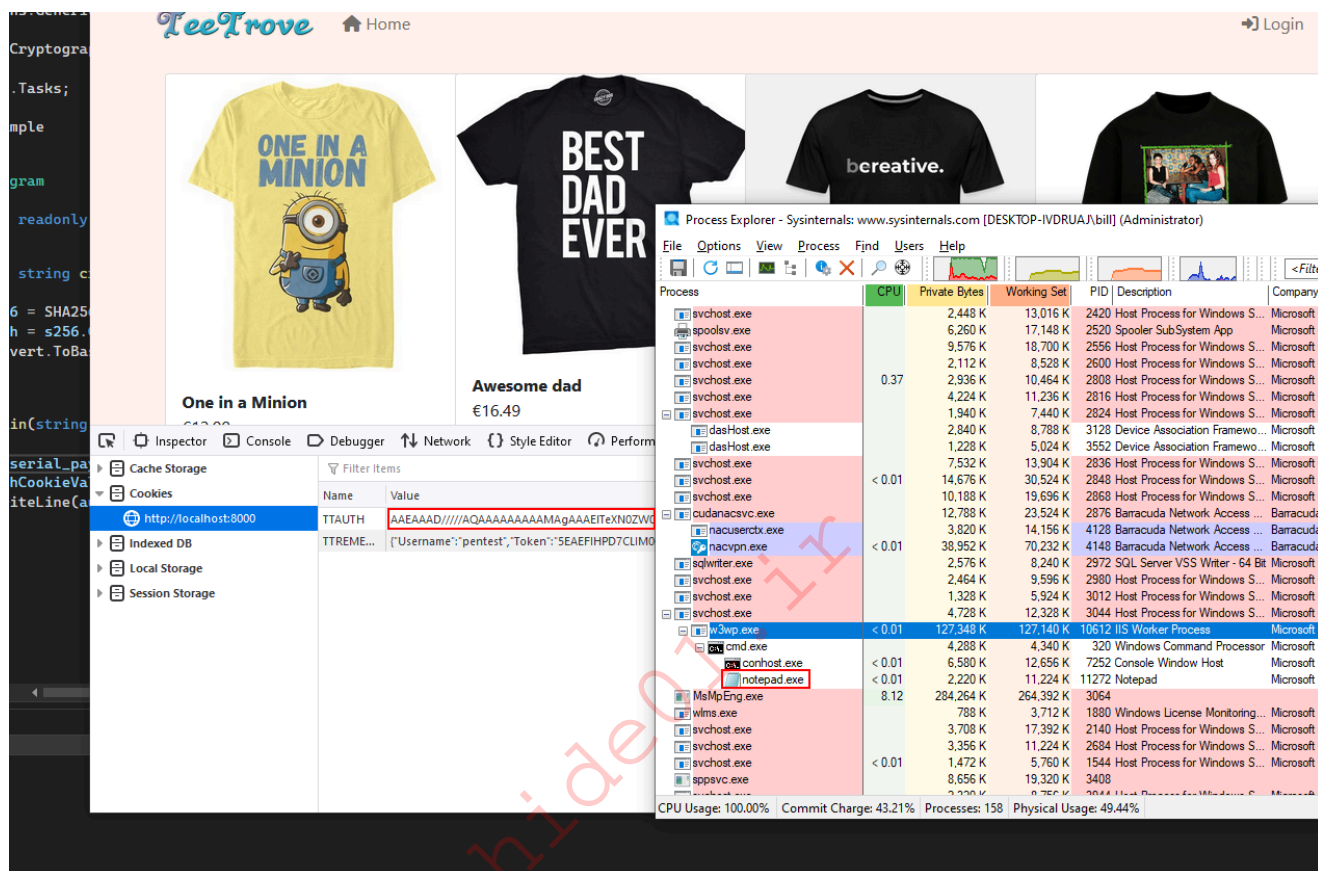 TeeTrove
Home
Login
Cryptogra
.Tasks;
mple
gram
readonly
string c
6 = SHA25
h = s256.
vert.ToBa
in(string
serial_pa
hCookieVa
iteLine(a
ONE IN A
MINION
BEST
DAD
EVER
bereative.
One in a Minion
Awesome dad
€16.49
Inspector Console Debugger Network {} Style Editor Perform
Cache Storage
Cookies
http://localhost:8000
Indexed DB
Local Storage
Session Storage
Filter Items
Name Value
TTAUTH AAEAAAD/////AQAAAAAAAAAMAgAAAEITeXN0ZW
TTREME... {"Username":"pentest","Token":"5EAEFIHPD7CLIM0
Process Explorer - Sysinternals: www.sysinternals.com [DESKTOP-IVDRUAJ\bill] (Administrator)
File Options View Process Find Users Help
<Filte
Process CPU Private Bytes Working Set PID Description Company
svchost.exe 2,448 K 13,016 K 2420 Host Process for Windows S... Microsoft
spoolsv.exe 6,260 K 17,148 K 2520 Spooler SubSystem App Microsoft
svchost.exe 9,576 K 18,700 K 2556 Host Process for Windows S... Microsoft
svchost.exe 2,112 K 8,528 K 2600 Host Process for Windows S... Microsoft
svchost.exe 0.37 2,936 K 10,464 K 2808 Host Process for Windows S... Microsoft
svchost.exe 4,224 K 11,236 K 2816 Host Process for Windows S... Microsoft
svchost.exe 1,940 K 7,440 K 2824 Host Process for Windows S... Microsoft
dasHost.exe 2,840 K 8,788 K 3128 Device Association Framewo... Microsoft
dasHost.exe 1,228 K 5,024 K 3552 Device Association Framewo... Microsoft
svchost.exe 7,532 K 13,904 K 2836 Host Process for Windows S... Microsoft
svchost.exe < 0.01 14,676 K 30,524 K 2848 Host Process for Windows S... Microsoft
svchost.exe 10,188 K 19,696 K 2868 Host Process for Windows S... Microsoft
cudanacsvc.exe 12,788 K 23,524 K 2876 Barracuda Network Access ... Barracuda
nacuserctx.exe 3,820 K 14,156 K 4128 Barracuda Network Access ... Barracuda
nacvpn.exe < 0.01 38,952 K 70,232 K 4148 Barracuda Network Access ... Barracuda
sqlwriter.exe 2,576 K 8,240 K 2972 SQL Server VSS Writer - 64 Bit Microsoft
svchost.exe 2,464 K 9,596 K 2980 Host Process for Windows S... Microsoft
svchost.exe 1,328 K 5,924 K 3012 Host Process for Windows S... Microsoft
svchost.exe 4,728 K 12,328 K 3044 Host Process for Windows S... Microsoft
w3wp.exe < 0.01 127,348 K 127,140 K 10612 IIS Worker Process Microsoft
cmd.exe 4,288 K 4,340 K 320 Windows Command Processor Microsoft
conhost.exe < 0.01 6,580 K 12,656 K 7252 Console Window Host Microsoft
notepad.exe < 0.01 2,220 K 11,224 K 11272 Notepad Microsoft
MsMpEng.exe 8.12 284,264 K 264,392 K 3064
wlms.exe 788 K 3,712 K 1880 Windows License Monitoring... Microsoft
svchost.exe 3,708 K 17,392 K 2140 Host Process for Windows S... Microsoft
svchost.exe 3,356 K 11,224 K 2684 Host Process for Windows S... Microsoft
svchost.exe < 0.01 1,472 K 5,760 K 1544 Host Process for Windows S... Microsoft
sppsvc.exe 8,656 K 19,320 K 3408
CPU Usage: 100.00% Commit Charge: 43.21% Processes: 158 Physical Usage: 49.44%
hide01.ir